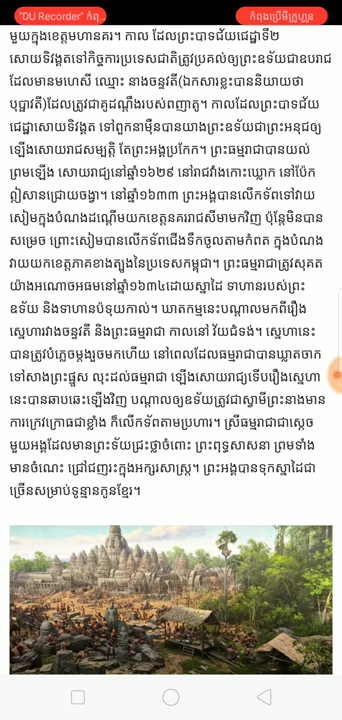 "DU Recorder" កំពុ...
កំពុងប្រើមីក្រូហ្វូន
មួយក្នុងខេត្តមហានគរ។ កាល ដែលព្រះបាទជ័យជេដ្ឋាទី២
សោយទិវង្គតទៅកិច្ចការប្រទេសជាតិត្រូវប្រគល់ឲ្យព្រះឧទ័យជាឧបរាជ
ដែលមានមហេសី ឈ្មោះ នាងចន្ទវតី(ឯកសារខ្លះបាននិយាយថា
បុប្ផាវតី)ដែលត្រូវជាគូដណ្តឹងរបស់ពញាតូ។ កាលដែលព្រះបាទជ័យ
ជេដ្ឋាសោយទិវង្គត ទៅពួកនាម៉ឺនបានយាងព្រះឧទ័យជាព្រះអនុជឲ្យ
ឡើងសោយរាជសម្បត្តិ តែព្រះអង្គប្រកែក។ ព្រះធម្មរាជាបានយល់
ព្រមឡើង សោយរាជ្យនៅឆ្នាំ១៦២៩ នៅរាជវាំងកោះឃ្លោក នៅប៉ែក
ឦសានជ្រោយចង្វា។ នៅឆ្នាំ១៦៣៣ ព្រះអង្គបានលើកទ័ពទៅវាយ
សៀមក្នុងបំណងដណ្តើមយកខេត្តនគររាជសីមាមកវិញ ប៉ុន្តែមិនបាន
សម្រេច ព្រោះសៀមបានលើកទ័ពជើងទឹកចូលតាមកំពត ក្នុងបំណង
វាយយកខេត្តភាគខាងត្បូងនៃប្រទេសកម្ពុជា។ ព្រះធម្មរាជាត្រូវសុគត
យ៉ាងអណោចអធមនៅឆ្នាំ១៦៣៤ដោយស្នាដៃ ទាហានរបស់ព្រះ
ឧទ័យ និងទាហានប៉ទុយកាល់។ ឃាតកម្មនេះបណ្តាលមកពីរឿង
ស្នេហារវាងចន្ទវតី និងព្រះធម្មរាជា កាលនៅ វ័យជំទង់។ ស្នេហានេះ
បានត្រូវបំភ្លេចម្តងរួចមកហើយ នៅពេលដែលធម្មរាជាបានឃ្លាតចាក
ទៅសាងព្រះផ្នួស លុះដល់ធម្មរាជា ឡើងសោយរាជ្យទើបរឿងស្នេហា
នេះបានឆាបឆេះឡើងវិញ បណ្តាលឲ្យឧទ័យត្រូវជាស្វាមីព្រះនាងមាន
ការក្រេវក្រោធជាខ្លាំង ក៏លើកទ័ពតាមប្រហារ។ ស្រីធម្មរាជាជាស្តេច
មួយអង្គដែលមានព្រះទ័យជ្រះថ្លាចំពោះ ព្រះពុទ្ធសាសនា ព្រមទាំង
មានចំណេះ ជ្រៅជ្រះក្នុងអក្សរសាស្ត្រ។ ព្រះអង្គបានទុកស្នាដៃជា
ច្រើនសម្រាប់ទូន្មានកូនខ្មែរ។